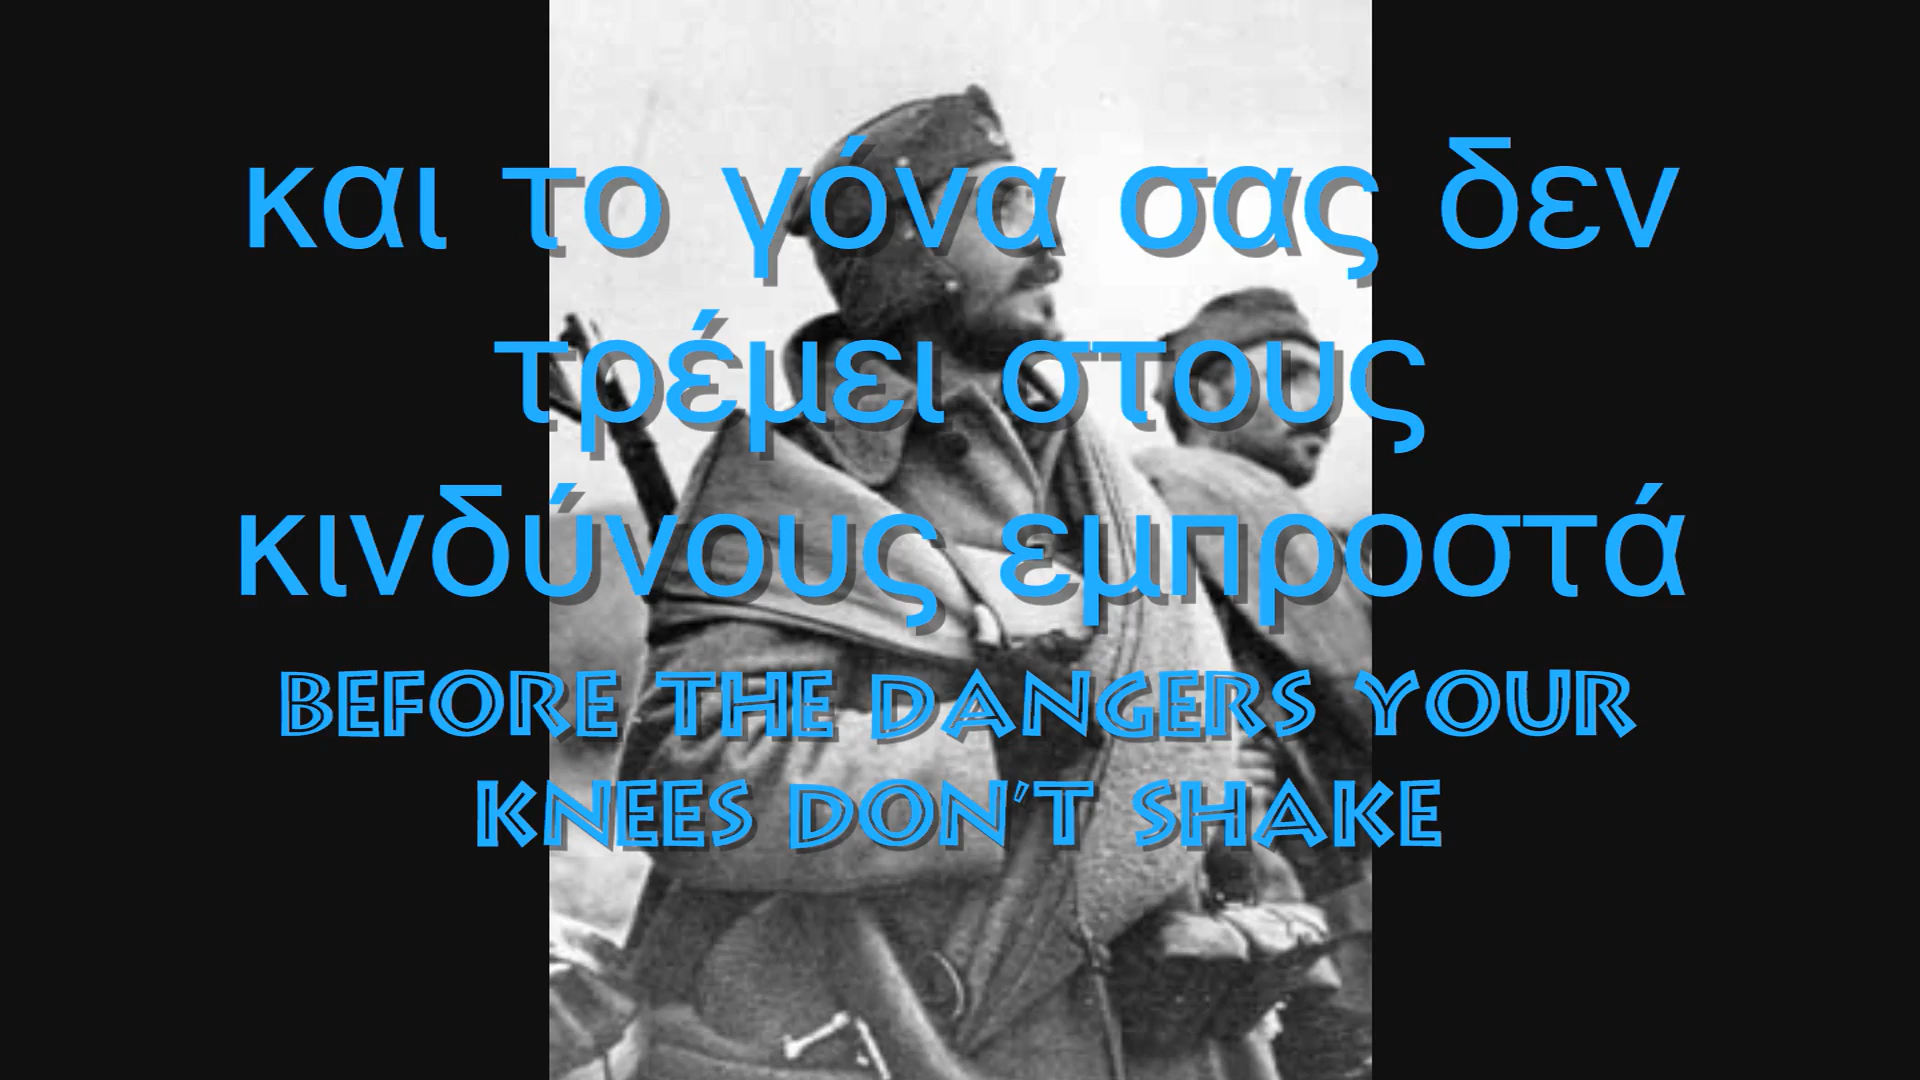 και το γόνα σας δεν
τρέμει στους
κινδύνους εμπροστά
BEFORE THE DANGERS YOUR
KNEES DON'T SHAKE